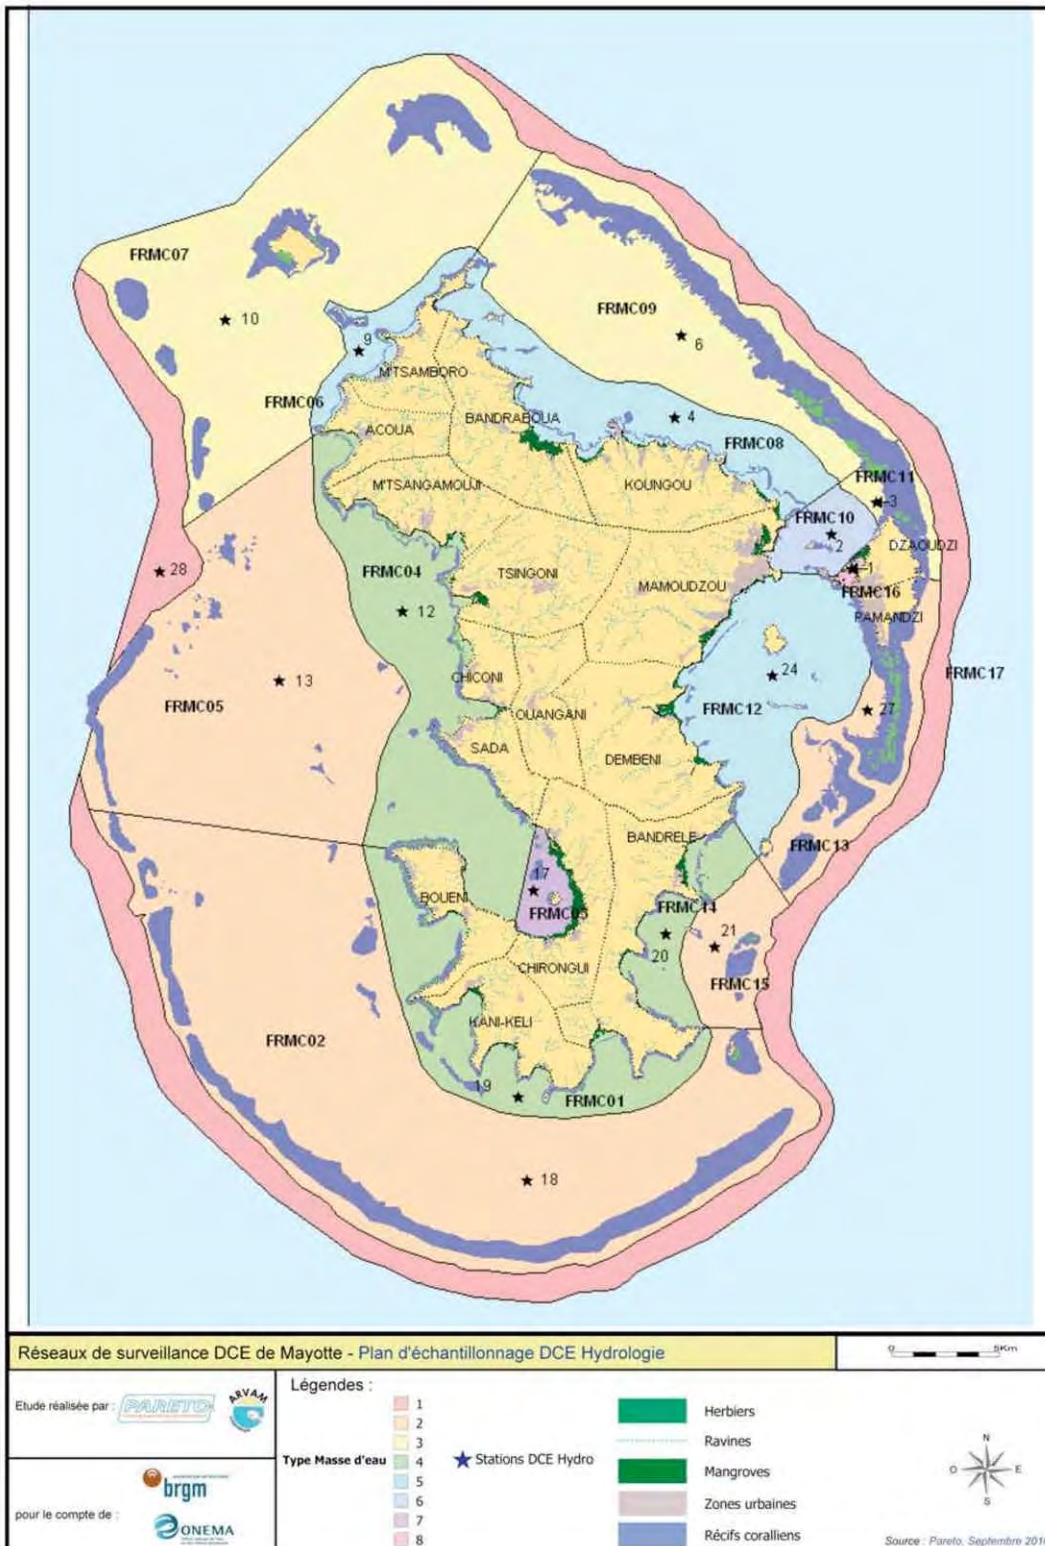 FRMC07
10
FRMC09
6
9
M'TSAMBORO
FRMC06
BANDRABOUA
4
ACOUA
FRMC08
M'TSANGAMOUJI
KOUNGOU
FRMC11
3
FRMC10
2
DZAOUDZI
28
FRMC04
TSINGONI
1
MAMOUDZOU
FRMC16
12
PAMANDZI
FRMC17
13
CHICONI
24
FRMC05
OUANGANI
FRMC12
27
SADA
DEMBENI
BANDRELE
FRMC13
17
BOUENI
FRMC03
FRMC14
20
21
CHIRONGUI
FRMC15
KANI-KELI
FRMC02
19
FRMC01
18
Réseaux de surveillance DCE de Mayotte - Plan d'échantillonnage DCE Hydrologie
0 5Km
Etude réalisée par :
PARETO
ARVAM
pour le compte de :
brgm
ONEMA
Légendes :
Type Masse d'eau
1
2
3
4
5
6
7
8
Stations DCE Hydro
Herbiers
Ravines
Mangroves
Zones urbaines
Récifs coralliens
N
O E
S
Source : Pareto, Septembre 2010